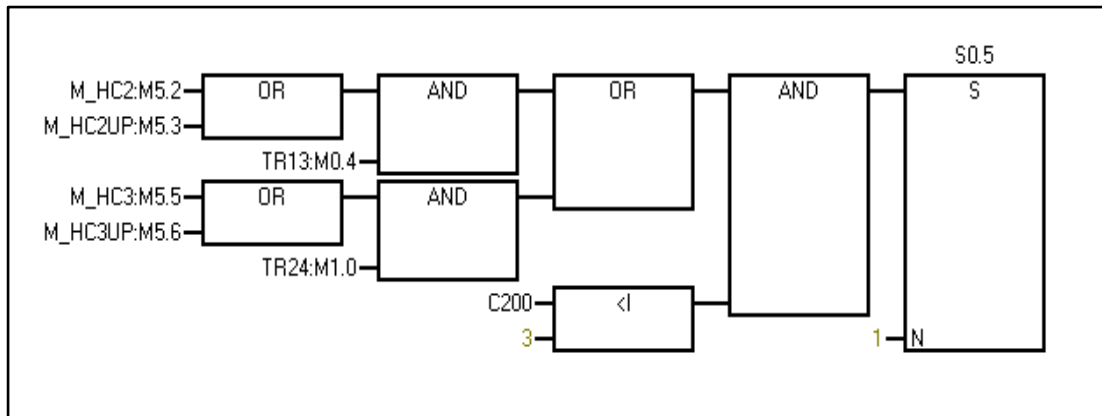 S0.5
M_HC2:M5.2 OR AND OR AND S
M_HC2UP:M5.3
TR13:M0.4
M_HC3:M5.5 OR AND
M_HC3UP:M5.6
TR24:M1.0
C200 <I
3 1 N